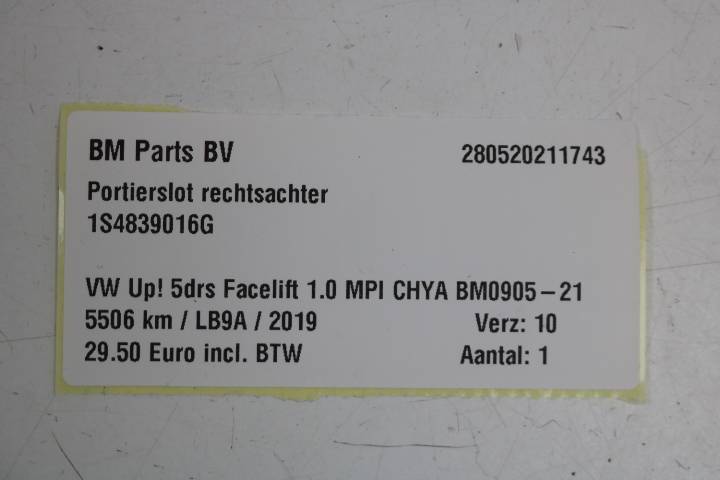 BM Parts BV 280520211743
Portierslot rechtsachter
1S4839016G
VW Up! 5drs Facelift 1.0 MPI CHYA BM0905-21
5506 km / LB9A / 2019 Verz: 10
29.50 Euro incl. BTW Aantal: 1